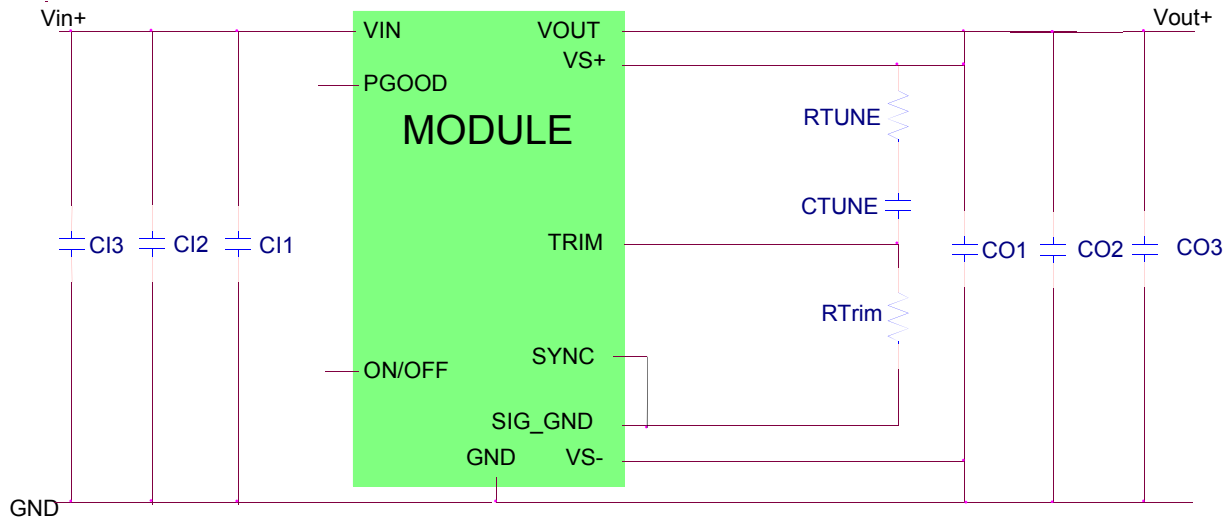 Vin+
Vout+
VIN
VOUT
VS+
PGOOD
MODULE
RTUNE
CTUNE
TRIM
CI3
CI2
CI1
CO1
CO2
CO3
RTrim
SYNC
ON/OFF
SIG_GND
GND
VS-
GND